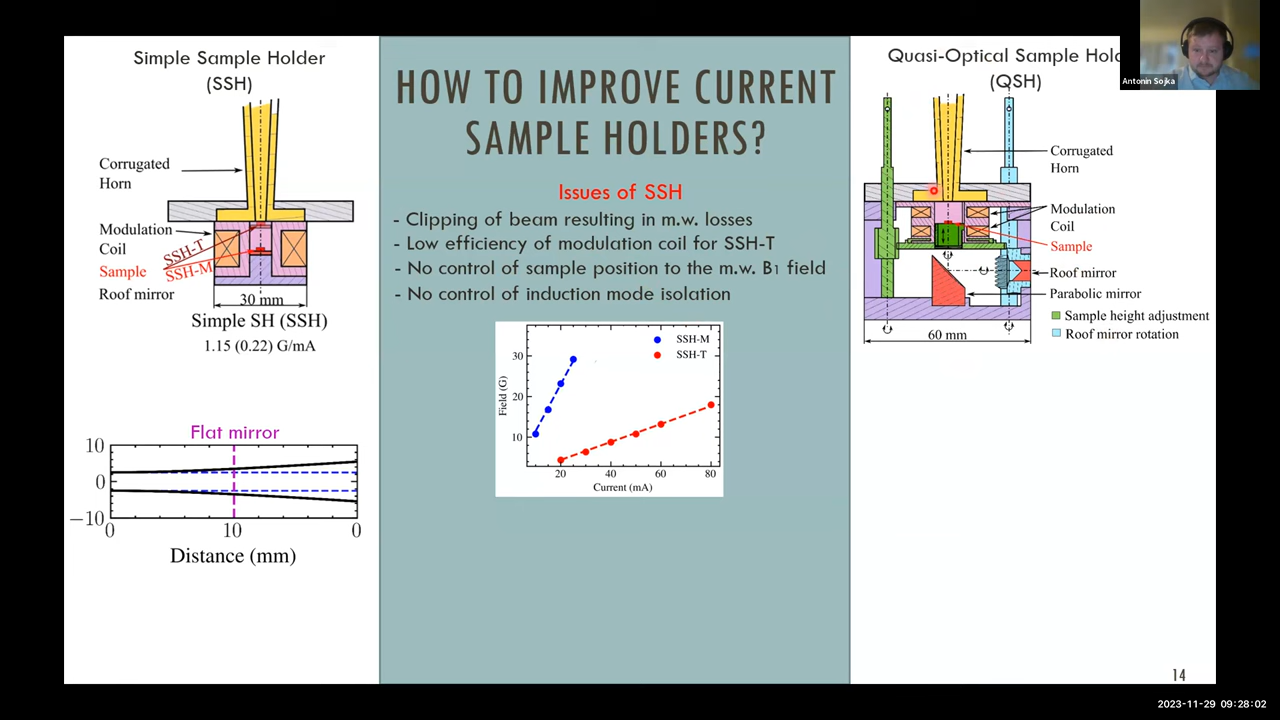 Simple Sample Holder
(SSH)
Corrugated
Horn
Modulation
Coil
SSH-T
Sample
SSH-M
Roof mirror
30 mm
Simple SH (SSH)
1.15 (0.22) G/mA
Flat mirror
10
0
−10
0
10
0
Distance (mm)
HOW TO IMPROVE CURRENT
SAMPLE HOLDERS?
Issues of SSH
- Clipping of beam resulting in m.w. losses
- Low efficiency of modulation coil for SSH-T
- No control of sample position to the m.w. B1 field
- No control of induction mode isolation
SSH-M
SSH-T
Field (G)
30
20
10
20
40
60
80
Current (mA)
Quasi-Optical Sample Hol
(QSH)
Corrugated
Horn
Modulation
Coil
Sample
Roof mirror
Parabolic mirror
Sample height adjustment
Roof mirror rotation
60 mm
14
Antonin Sojka
2023-11-29 09:28:02